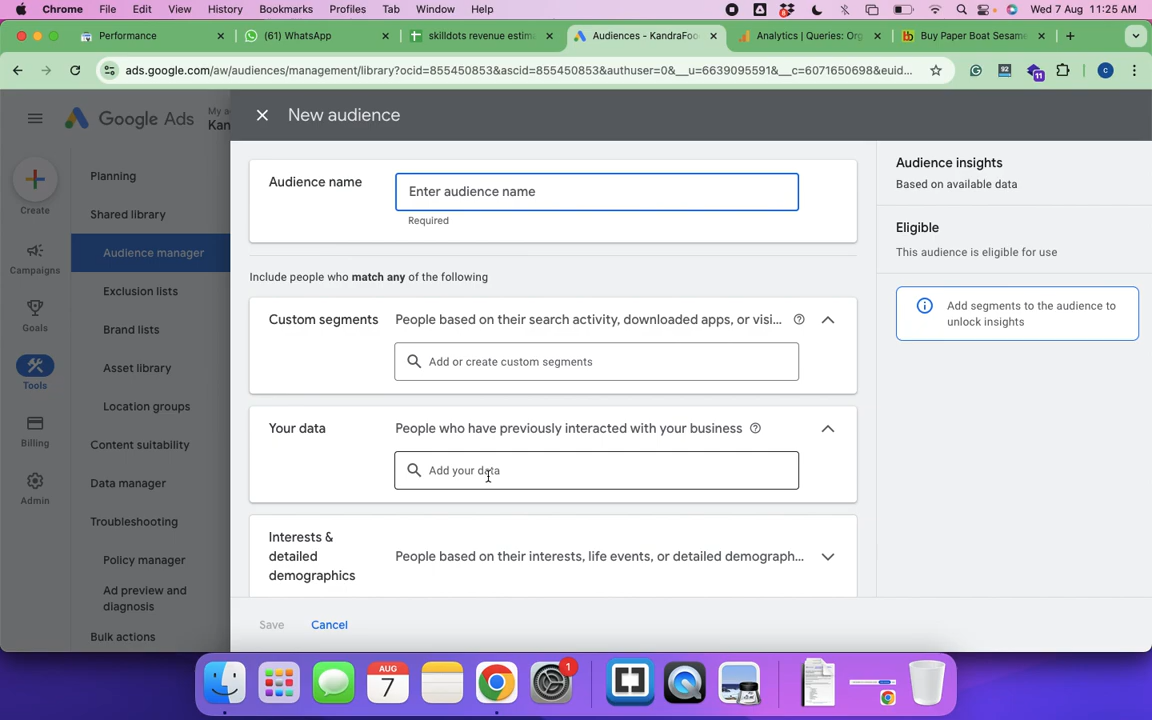 Chrome File Edit View History Bookmarks Profiles Tab Window Help Wed 7 Aug 11:25 AM
Performance (61) WhatsApp skilldots revenue estim Audiences - KandraFoo Analytics | Queries: Org Buy Paper Boat Sesame
ads.google.com/aw/audiences/management/library?ocid=855450853&ascid=855450853&authuser=0&__u=6639095591&__c=6071650698&euid...
92
11
C
Google Ads
My a
Kan
New audience
Create
Campaigns
Goals
Tools
Billing
Admin
Planning
Shared library
Audience manager
Exclusion lists
Brand lists
Asset library
Location groups
Content suitability
Data manager
Troubleshooting
Policy manager
Ad preview and
diagnosis
Bulk actions
Audience name
Enter audience name
Required
Include people who match any of the following
Custom segments People based on their search activity, downloaded apps, or visi...
Add or create custom segments
Your data People who have previously interacted with your business
Add your data
Interests &
detailed
demographics
People based on their interests, life events, or detailed demograph...
Save Cancel
Audience insights
Based on available data
Eligible
This audience is eligible for use
Add segments to the audience to
unlock insights
AUG
7
1